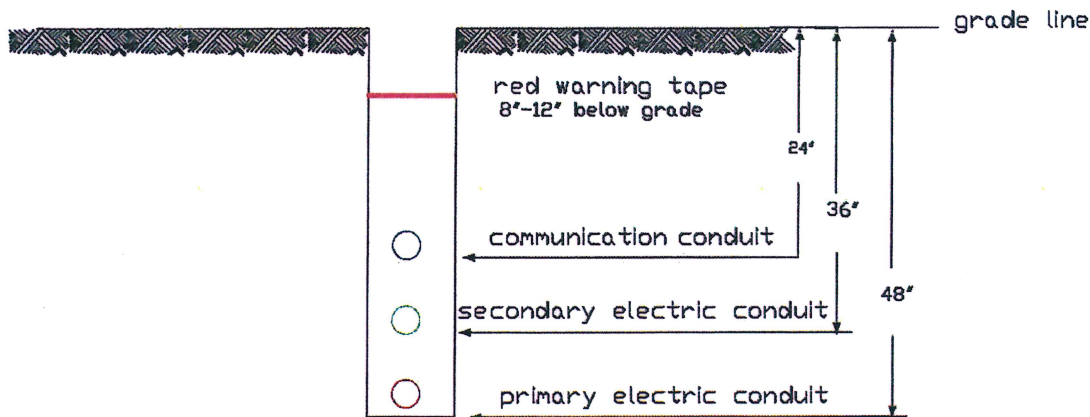 grade line
red warning tape
8"-12" below grade
24"
36"
communication conduit
48"
secondary electric conduit
primary electric conduit